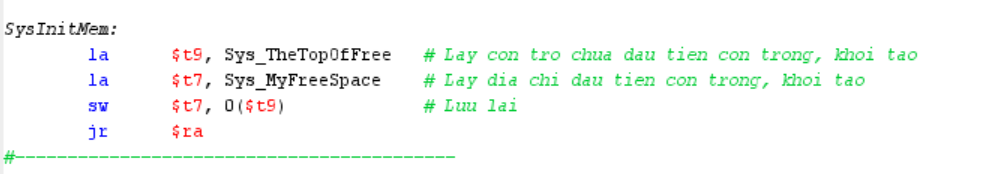 SysInitMem:
la $t9, Sys_TheTopOfFree # Lay con tro chua dau tien con trong, khoi tao
la $t7, Sys_MyFreeSpace # Lay dia chi dau tien con trong, khoi tao
sw $t7, 0($t9) # Luu lai
jr $ra
#------------------------------------------